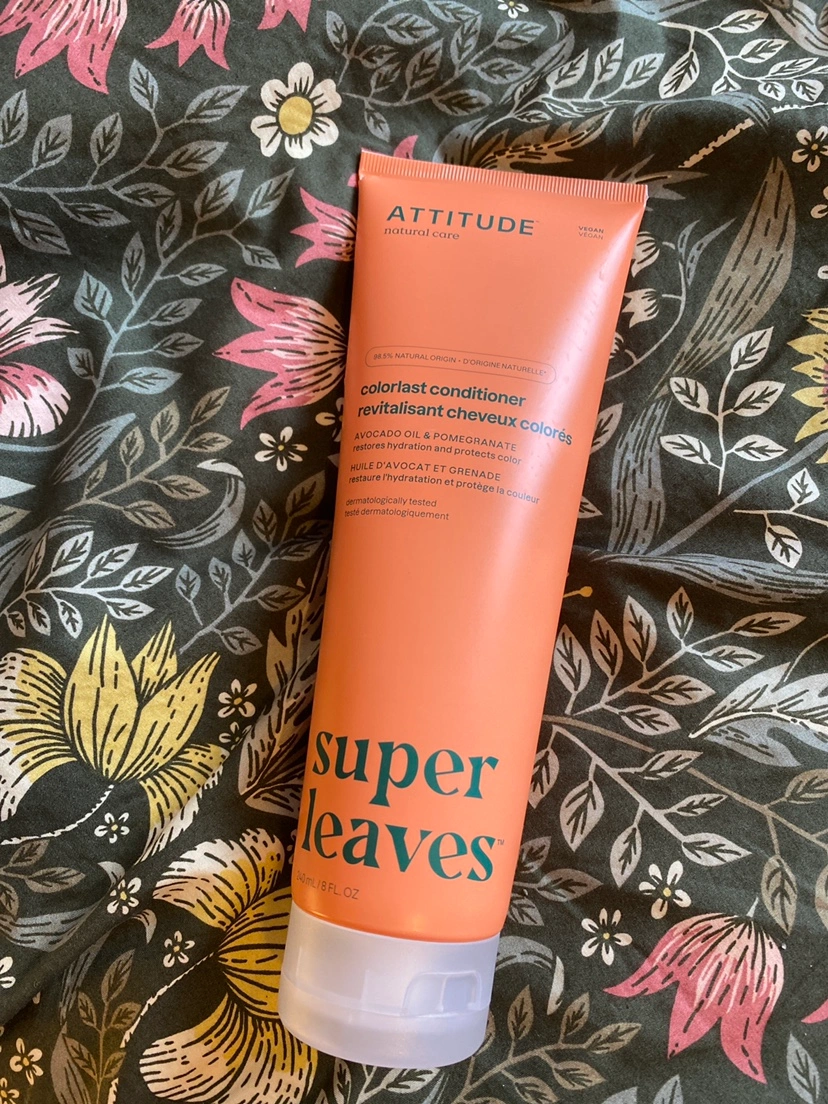 ATTITUDE™
natural care
VEGAN
VÉGAN
98.5% NATURAL ORIGIN • D'ORIGINE NATURELLE*
colorlast conditioner
revitalisant cheveux colorés
AVOCADO OIL & POMEGRANATE
restores hydration and protects color
HUILE D'AVOCAT ET GRENADE
restaure l'hydratation et protège la couleur
dermatologically tested
testé dermatologiquement
super
leaves™
240 mL / 8 FL. OZ